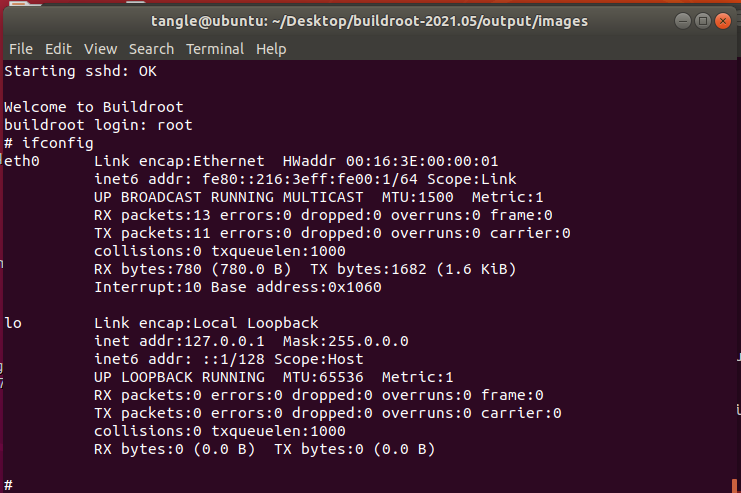 tangle@ubuntu: ~/Desktop/buildroot-2021.05/output/images
File Edit View Search Terminal Help
Starting sshd: OK
Welcome to Buildroot
buildroot login: root
# ifconfig
eth0      Link encap:Ethernet  HWaddr 00:16:3E:00:00:01
          inet6 addr: fe80::216:3eff:fe00:1/64 Scope:Link
          UP BROADCAST RUNNING MULTICAST  MTU:1500  Metric:1
          RX packets:13 errors:0 dropped:0 overruns:0 frame:0
          TX packets:11 errors:0 dropped:0 overruns:0 carrier:0
          collisions:0 txqueuelen:1000
          RX bytes:780 (780.0 B)  TX bytes:1682 (1.6 KiB)
          Interrupt:10 Base address:0x1060
lo        Link encap:Local Loopback
          inet addr:127.0.0.1  Mask:255.0.0.0
          inet6 addr: ::1/128 Scope:Host
          UP LOOPBACK RUNNING  MTU:65536  Metric:1
          RX packets:0 errors:0 dropped:0 overruns:0 frame:0
          TX packets:0 errors:0 dropped:0 overruns:0 carrier:0
          collisions:0 txqueuelen:1000
          RX bytes:0 (0.0 B)  TX bytes:0 (0.0 B)
#